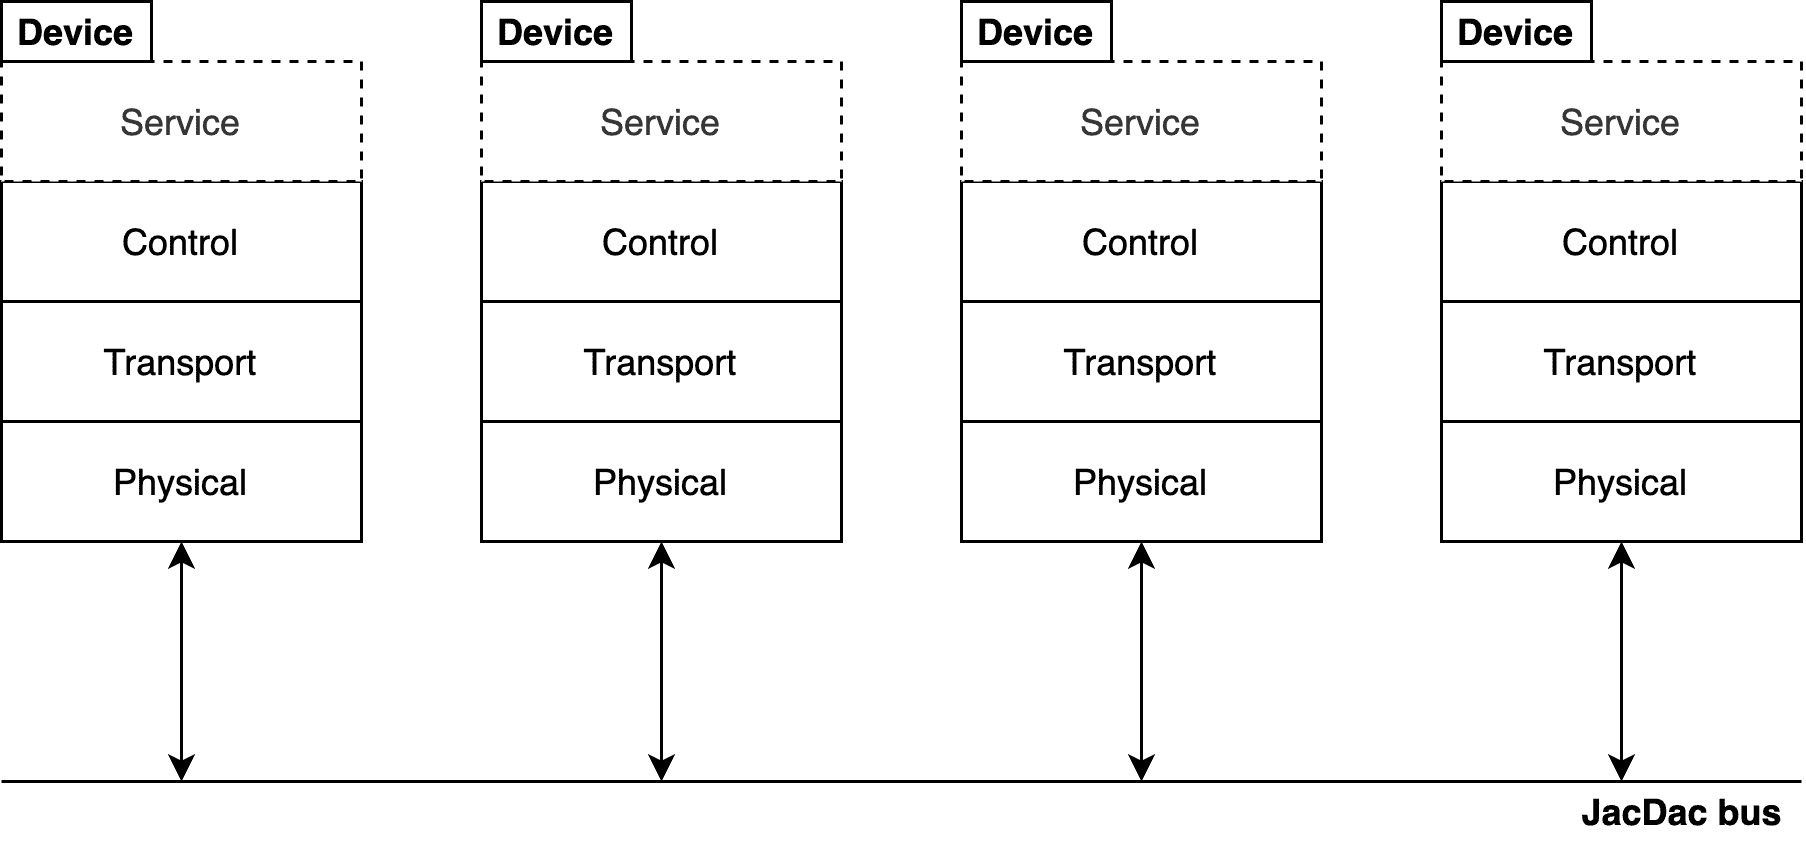 Device
Service
Control
Transport
Physical
Device
Service
Control
Transport
Physical
Device
Service
Control
Transport
Physical
Device
Service
Control
Transport
Physical
JacDac bus